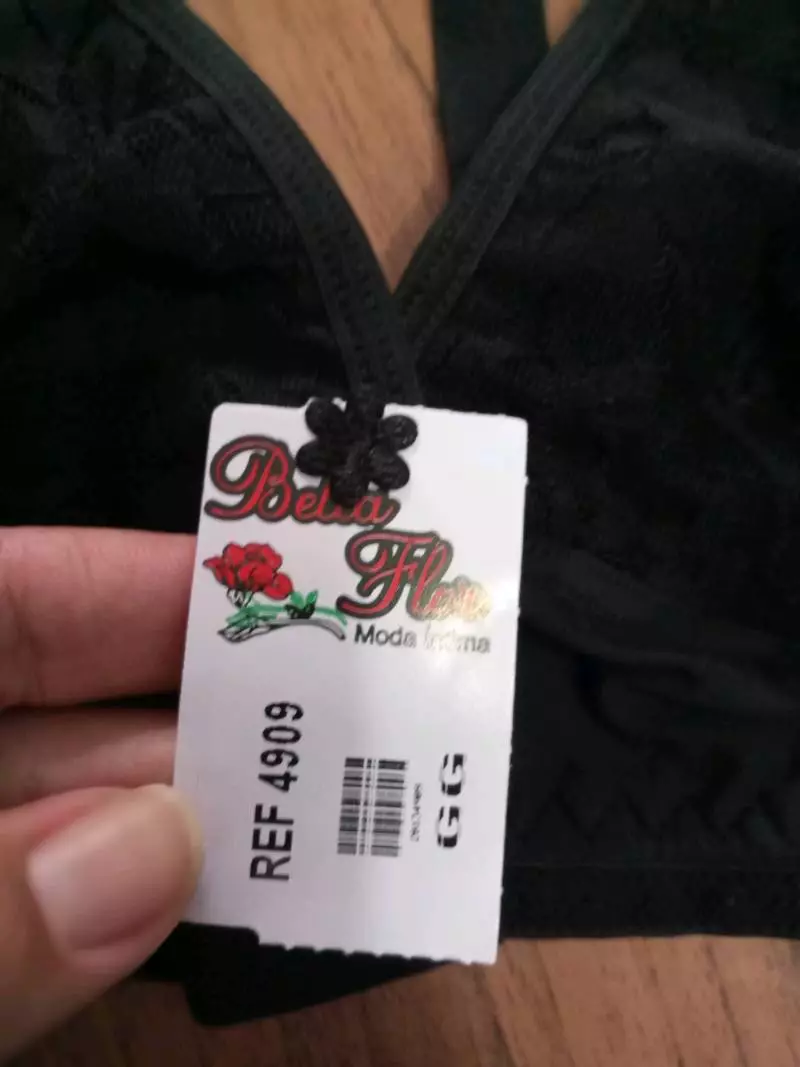 Bella
Flor
Moda Íntima
REF 4909
GG